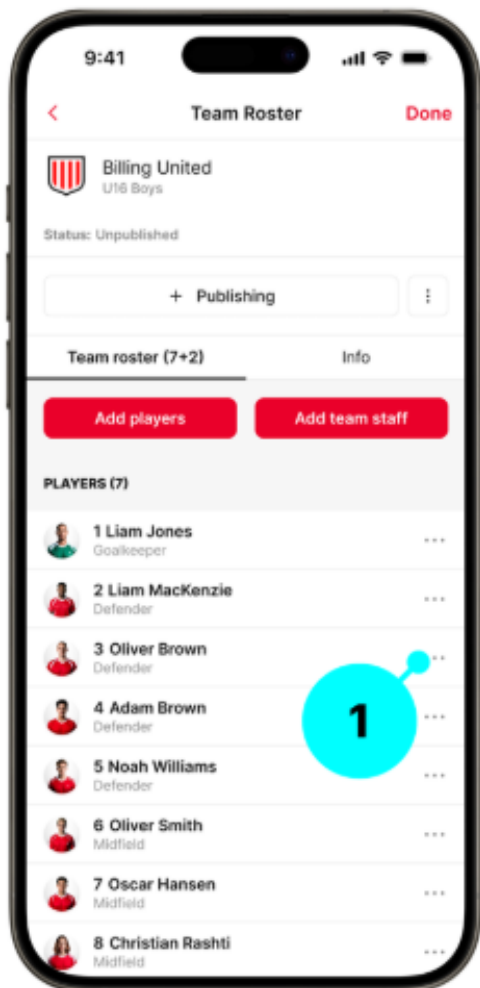 9:41
Team Roster
Done
Billing United
U16 Boys
Status: Unpublished
+ Publishing
Team roster (7+2)
Info
Add players
Add team staff
PLAYERS (7)
1 Liam Jones
Goalkeeper
2 Liam MacKenzie
Defender
3 Oliver Brown
Defender
1
4 Adam Brown
Defender
5 Noah Williams
Defender
6 Oliver Smith
Midfield
7 Oscar Hansen
Midfield
8 Christian Rashti
Midfield